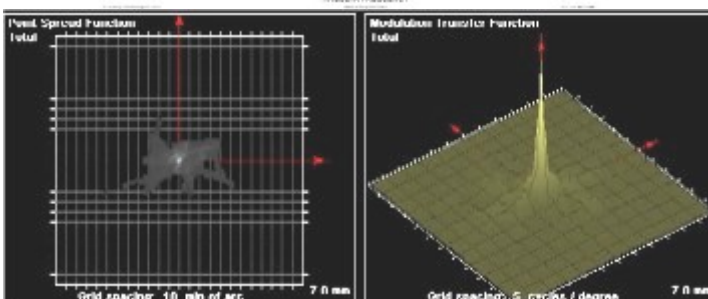 Point Spread Function
Total
Grid spacing: 10 min of arc
7.0 mm
Modulation Transfer Function
Total
Grid spacing: 5 cycles / degree
7.0 mm